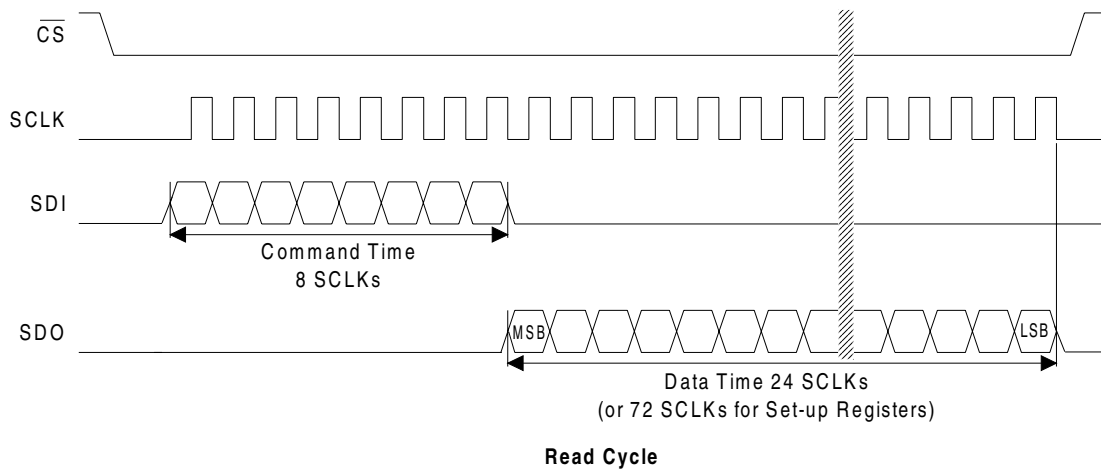 CS
SCLK
SDI
Command Time
8 SCLKs
SDO
MSB
LSB
Data Time 24 SCLKs
(or 72 SCLKs for Set-up Registers)
Read Cycle